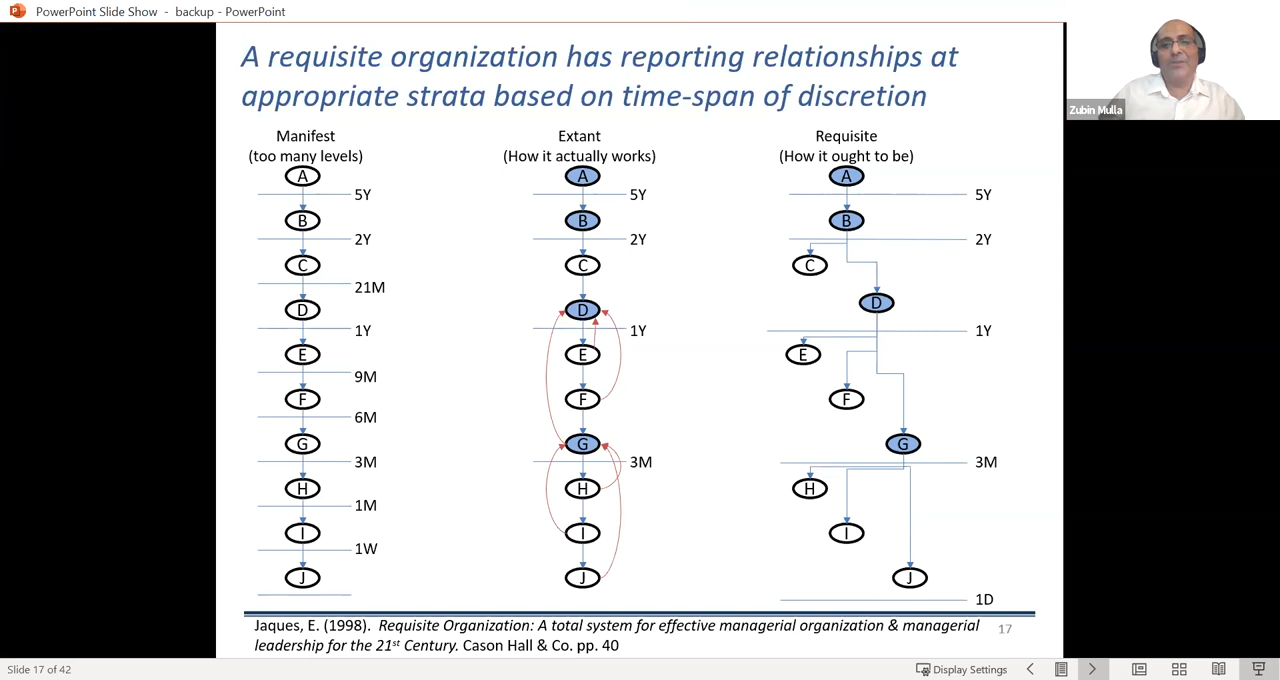 PowerPoint Slide Show - backup - PowerPoint
A requisite organization has reporting relationships at
appropriate strata based on time-span of discretion
Manifest
(too many levels)
A
5Y
B
2Y
C
21M
D
1Y
E
9M
F
6M
G
3M
H
1M
I
1W
J
Extant
(How it actually works)
A
5Y
B
2Y
C
D
1Y
E
F
G
3M
H
I
J
Requisite
(How it ought to be)
A
5Y
B
2Y
C
D
1Y
E
F
G
3M
H
I
J
1D
Jaques, E. (1998). Requisite Organization: A total system for effective managerial organization & managerial
leadership for the 21st Century. Cason Hall & Co. pp. 40
17
Zubin Mulla
Slide 17 of 42
Display Settings